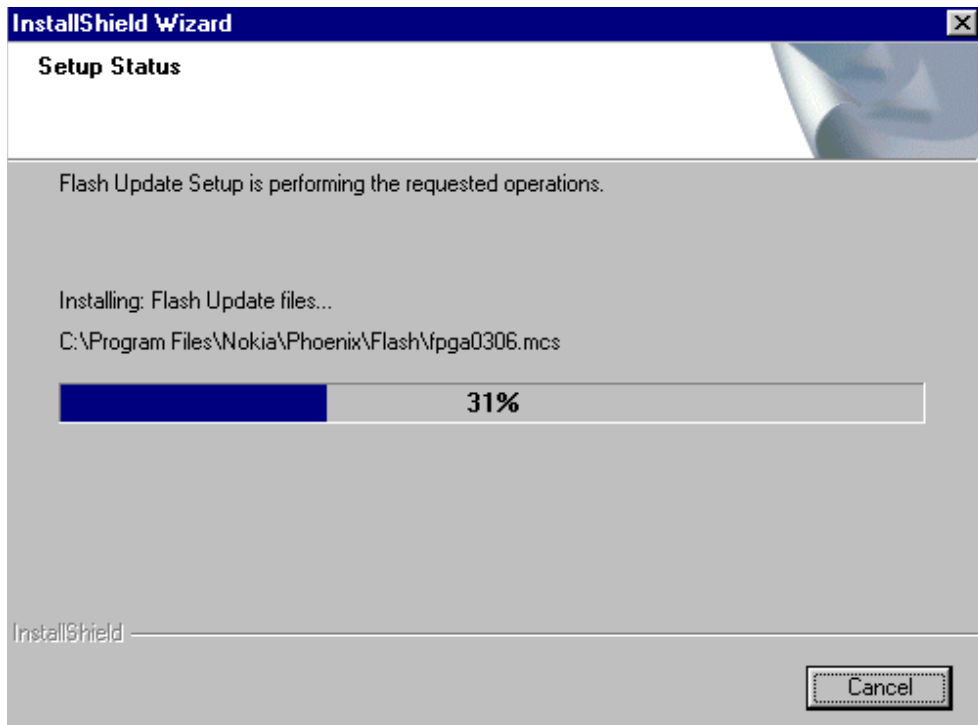 InstallShield Wizard
Setup Status
Flash Update Setup is performing the requested operations.
Installing: Flash Update files...
C:\Program Files\Nokia\Phoenix\Flash\fpga0306.mcs
31%
InstallShield
Cancel